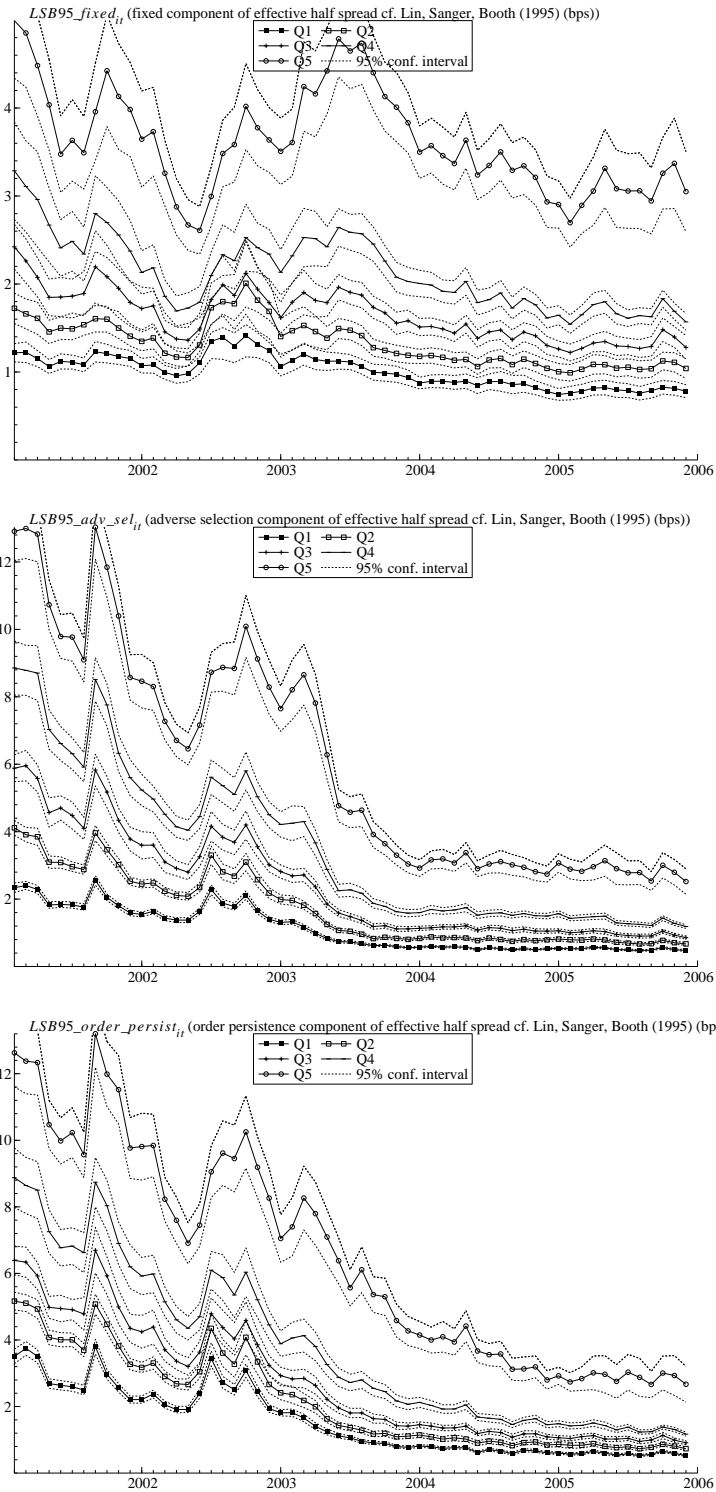 LSB95_fixed_it (fixed component of effective half spread cf. Lin, Sanger, Booth (1995) (bps))
Q1 Q2
Q3 Q4
Q5 95% conf. interval
4
3
2
1
2002 2003 2004 2005 2006
LSB95_adv_sel_it (adverse selection component of effective half spread cf. Lin, Sanger, Booth (1995) (bps))
Q1 Q2
Q3 Q4
Q5 95% conf. interval
12
10
8
6
4
2
2002 2003 2004 2005 2006
LSB95_order_persist_it (order persistence component of effective half spread cf. Lin, Sanger, Booth (1995) (bp
Q1 Q2
Q3 Q4
Q5 95% conf. interval
12
10
8
6
4
2
2002 2003 2004 2005 2006